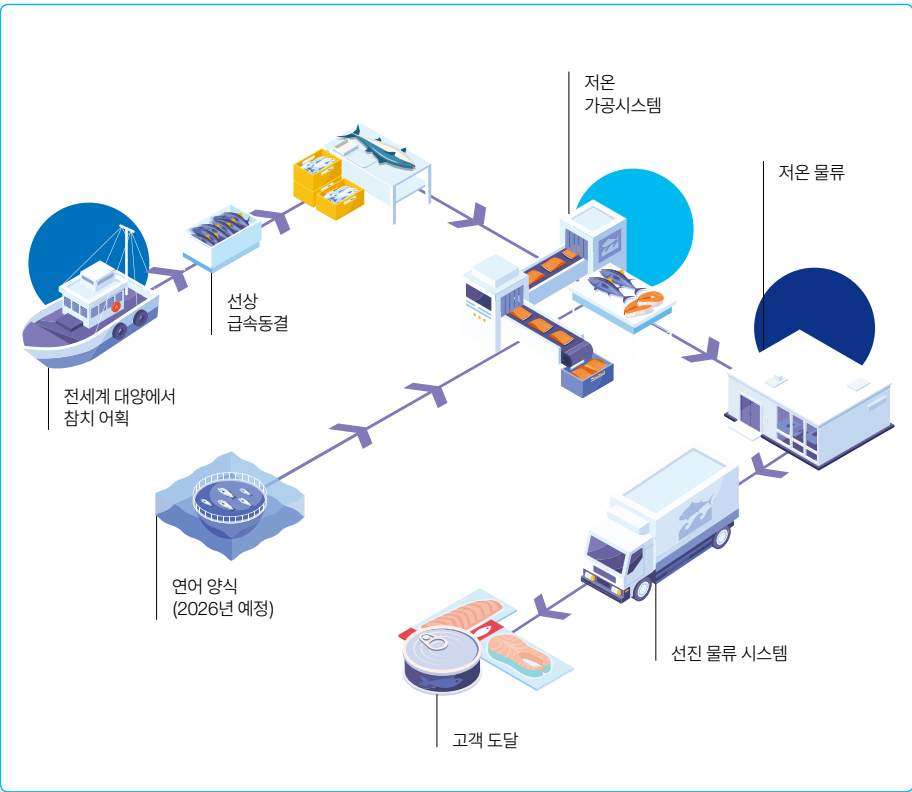 저온
가공시스템
저온 물류
선상
급속동결
전세계 대양에서
참치 어획
연어 양식
(2026년 예정)
선진 물류 시스템
고객 도달